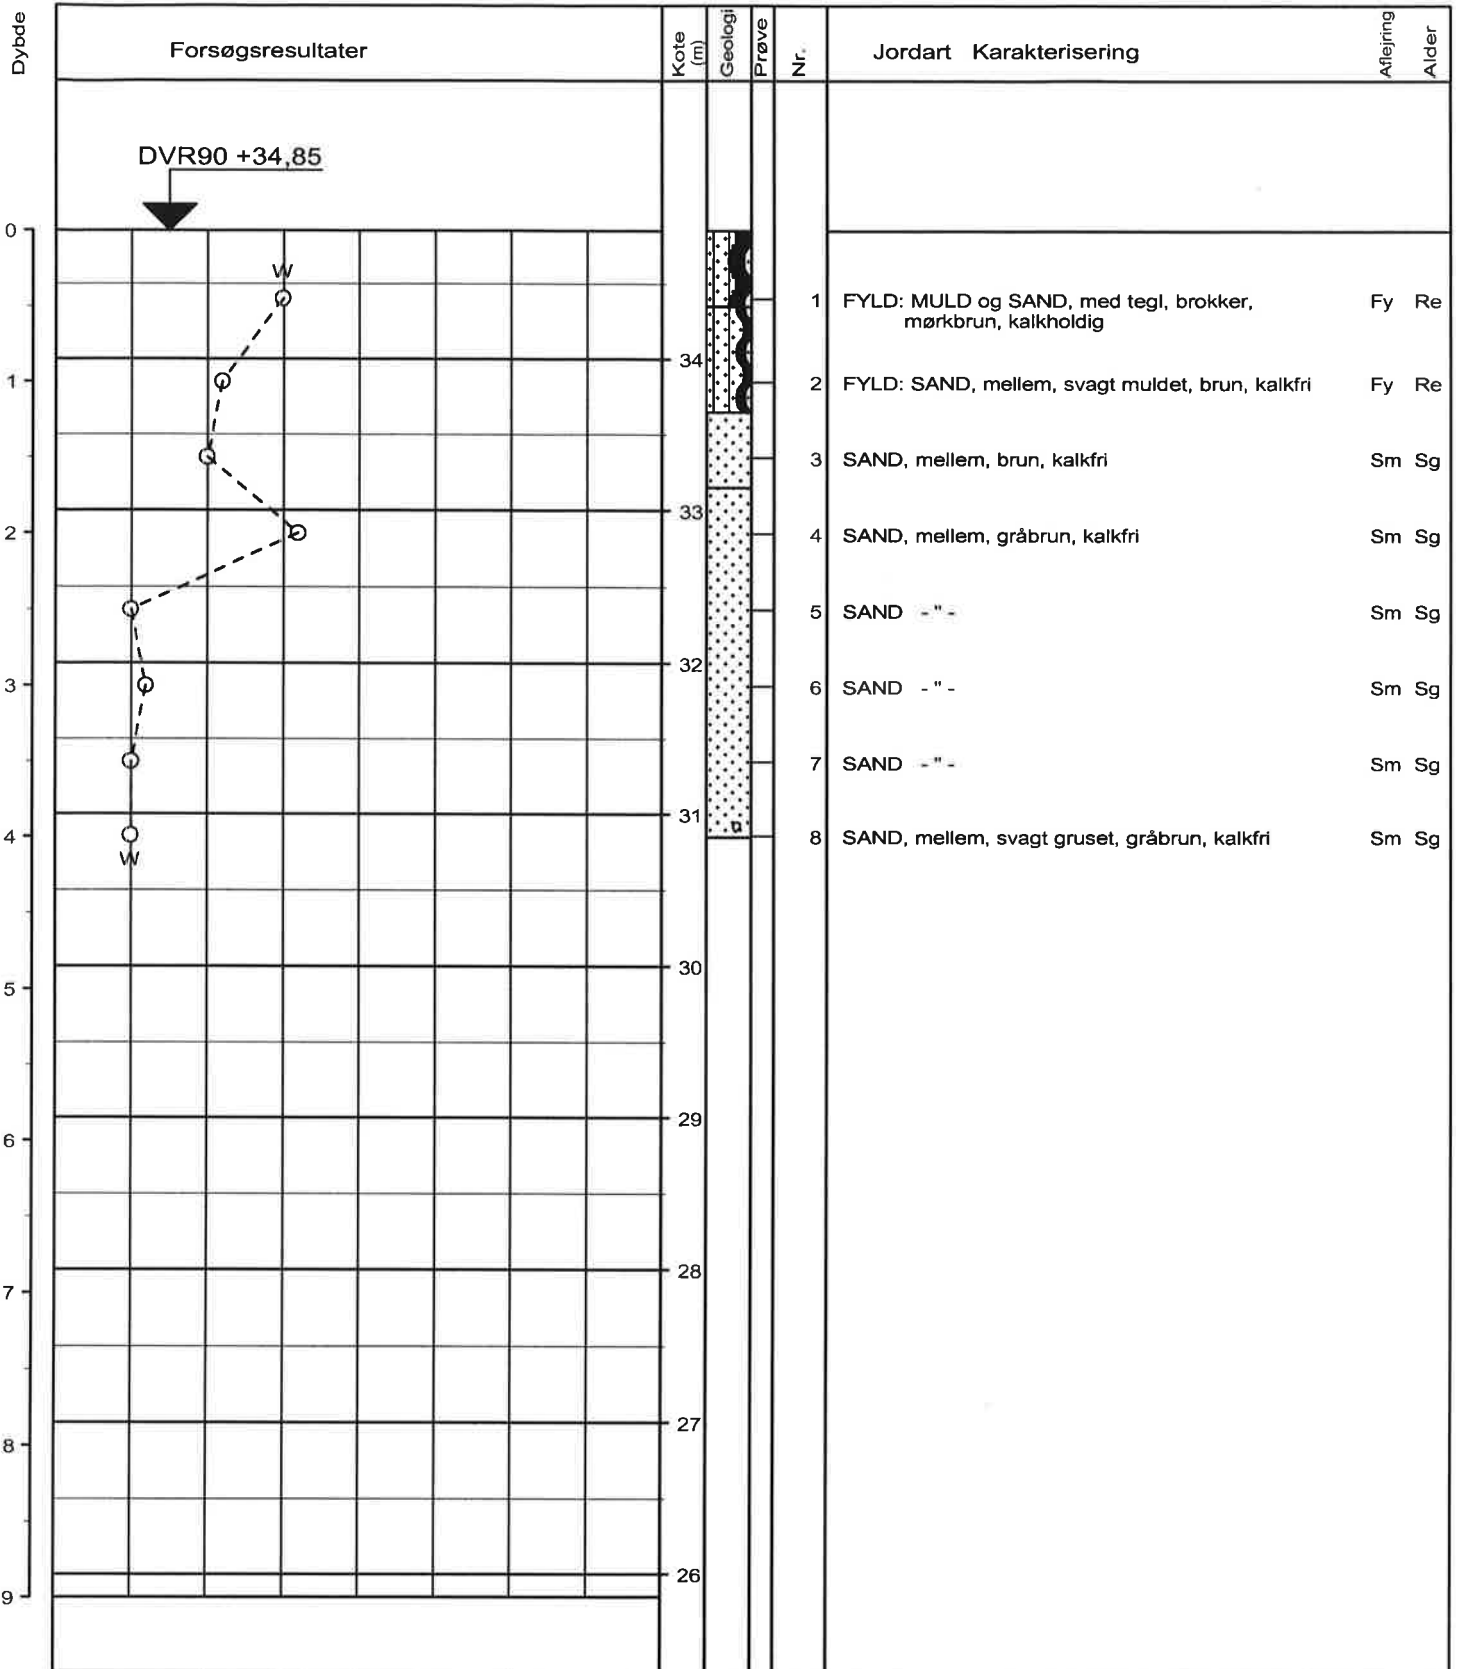 Dybde
Forsøgsresultater
Kote (m)
Geologi
Prøve
Nr.
Jordart Karakterisering
Aflejring
Alder
DVR90 +34,85
0
W
1 FYLD: MULD og SAND, med tegl, brokker, Fy Re
mørkbrun, kalkholdig
34
1
2 FYLD: SAND, mellem, svagt muldet, brun, kalkfri Fy Re
3 SAND, mellem, brun, kalkfri Sm Sg
33
2
4 SAND, mellem, gråbrun, kalkfri Sm Sg
5 SAND - " - Sm Sg
32
3
6 SAND - " - Sm Sg
7 SAND - " - Sm Sg
31
4
8 SAND, mellem, svagt gruset, gråbrun, kalkfri Sm Sg
W
30
5
29
6
28
7
27
8
26
9